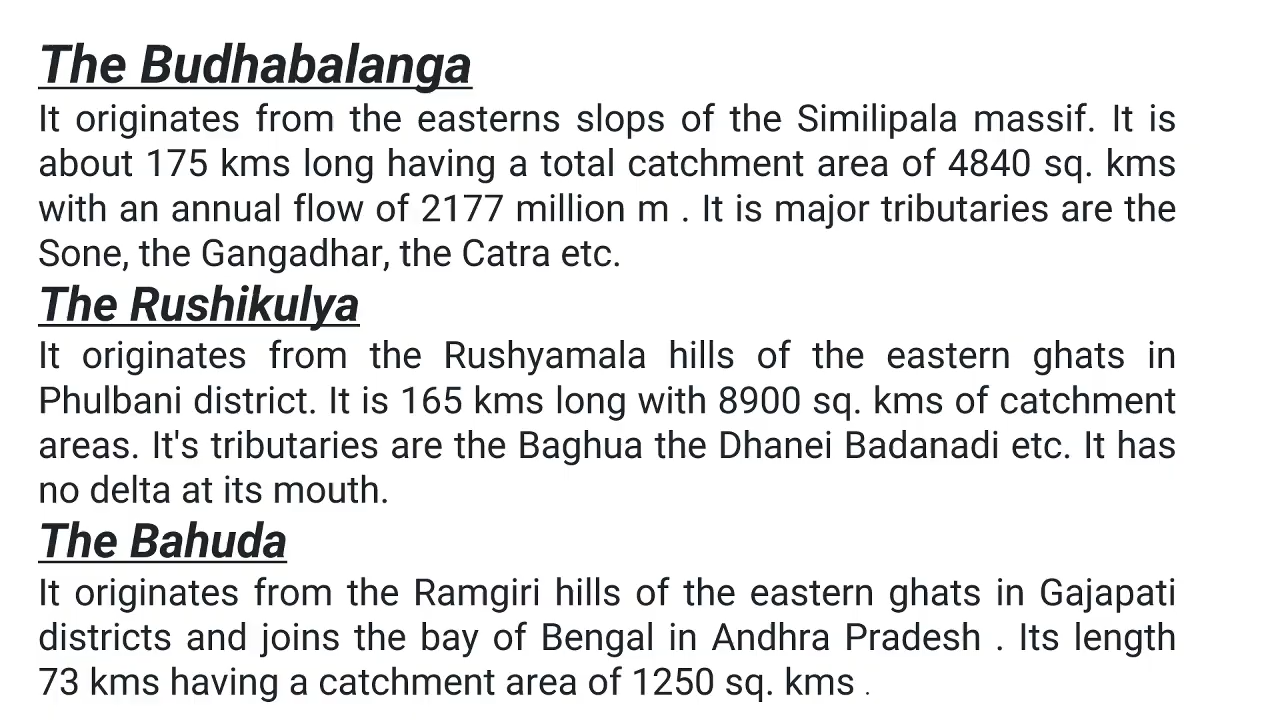 The Budhabalanga
It originates from the easterns slops of the Similipala massif. It is
about 175 kms long having a total catchment area of 4840 sq. kms
with an annual flow of 2177 million m . It is major tributaries are the
Sone, the Gangadhar, the Catra etc.
The Rushikulya
It originates from the Rushyamala hills of the eastern ghats in
Phulbani district. It is 165 kms long with 8900 sq. kms of catchment
areas. It's tributaries are the Baghua the Dhanei Badanadi etc. It has
no delta at its mouth.
The Bahuda
It originates from the Ramgiri hills of the eastern ghats in Gajapati
districts and joins the bay of Bengal in Andhra Pradesh . Its length
73 kms having a catchment area of 1250 sq. kms .